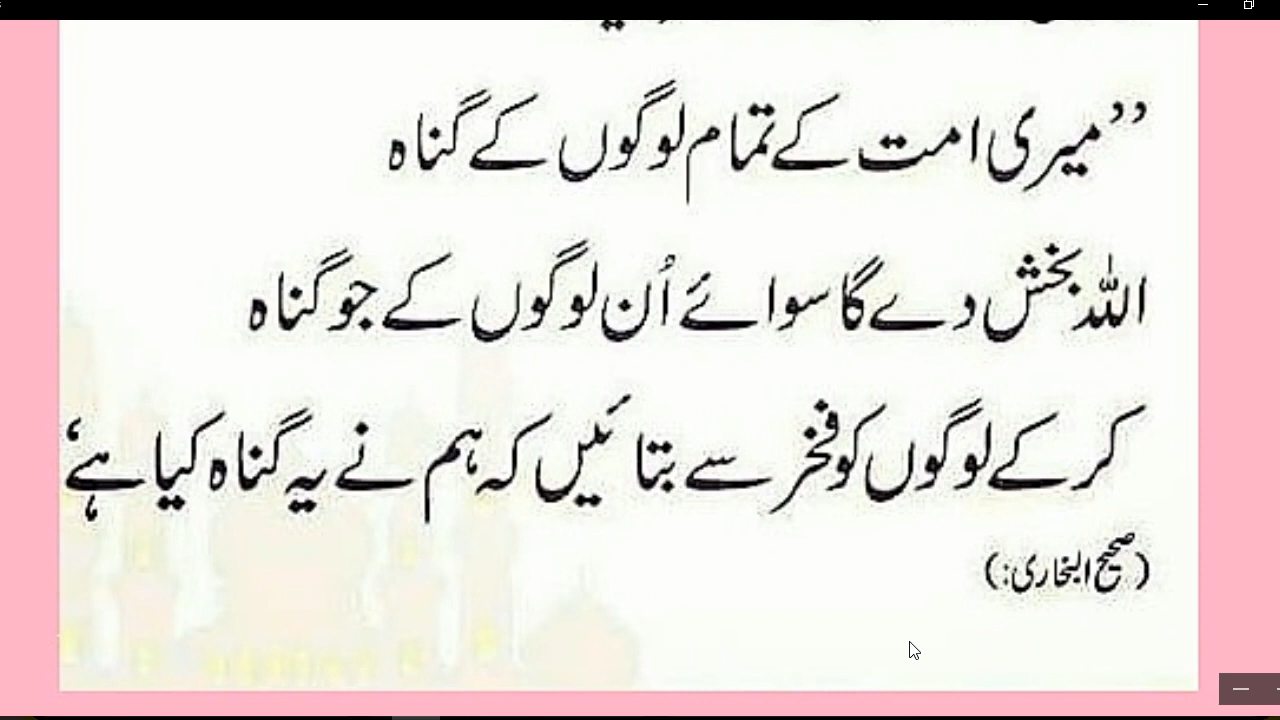 ’’میری امت کے تمام لوگوں کے گناہ
اللہ بخش دے گا سوائے اُن لوگوں کے جو گناہ
کر کے لوگوں کو فخر سے بتائیں کہ ہم نے یہ گناہ کیا ہے‘
(صحیح البخاری:)